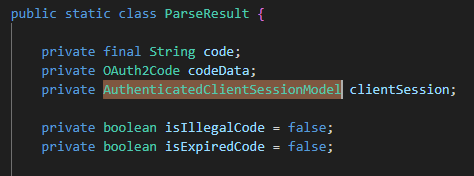 public static class ParseResult {
private final String code;
private OAuth2Code codeData;
private AuthenticatedClientSessionModel clientSession;
private boolean isIllegalCode = false;
private boolean isExpiredCode = false;